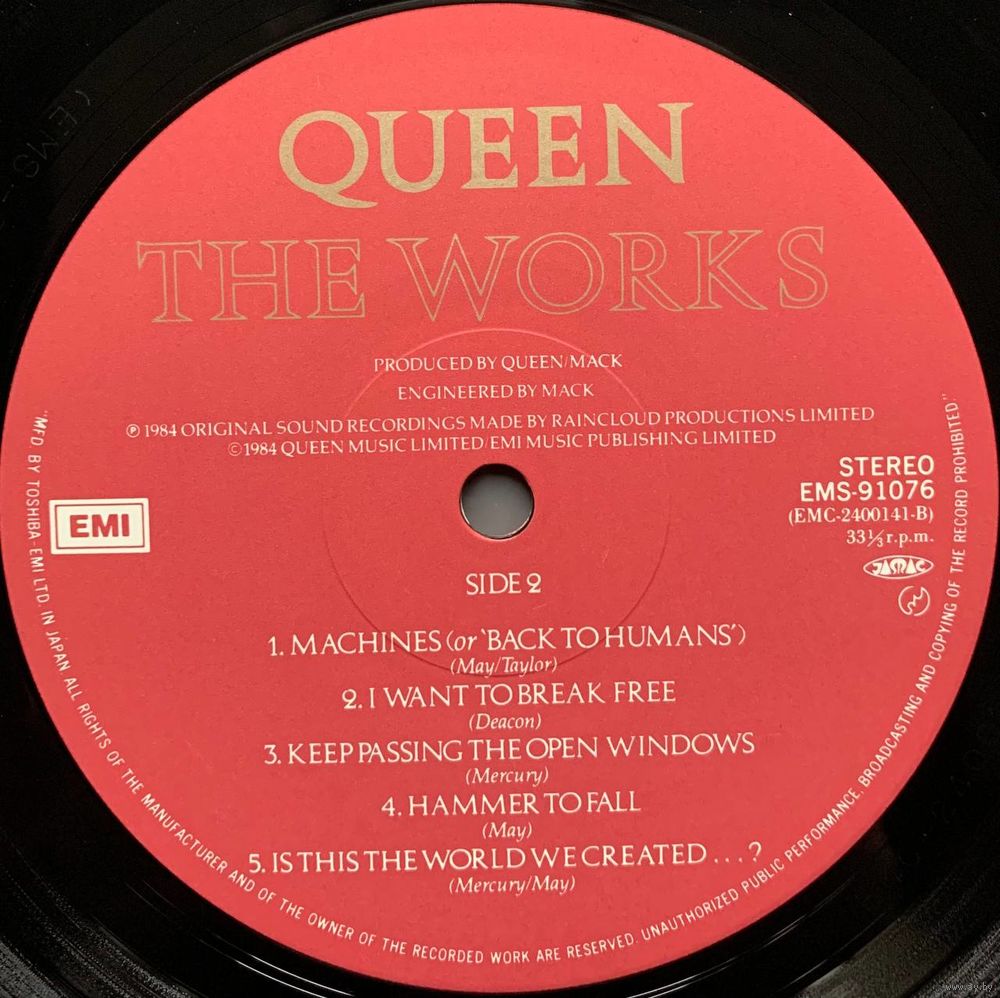 QUEEN
THE WORKS
PRODUCED BY QUEEN/MACK
ENGINEERED BY MACK
℗ 1984 ORIGINAL SOUND RECORDINGS MADE BY RAINCLOUD PRODUCTIONS LIMITED
© 1984 QUEEN MUSIC LIMITED/EMI MUSIC PUBLISHING LIMITED
EMI
STEREO
EMS-91076
(EMC-2400141-B)
33⅓ r.p.m.
JASRAC
SIDE 2
1. MACHINES (or 'BACK TO HUMANS')
(May/Taylor)
2. I WANT TO BREAK FREE
(Deacon)
3. KEEP PASSING THE OPEN WINDOWS
(Mercury)
4. HAMMER TO FALL
(May)
5. IS THIS THE WORLD WE CREATED...?
(Mercury/May)
"MFD. BY TOSHIBA-EMI LTD. IN JAPAN ALL RIGHTS OF THE MANUFACTURER AND OF THE OWNER OF THE RECORDED WORK ARE RESERVED. UNAUTHORIZED PUBLIC PERFORMANCE, BROADCASTING AND COPYING OF THE RECORD PROHIBITED."
www.ay.by